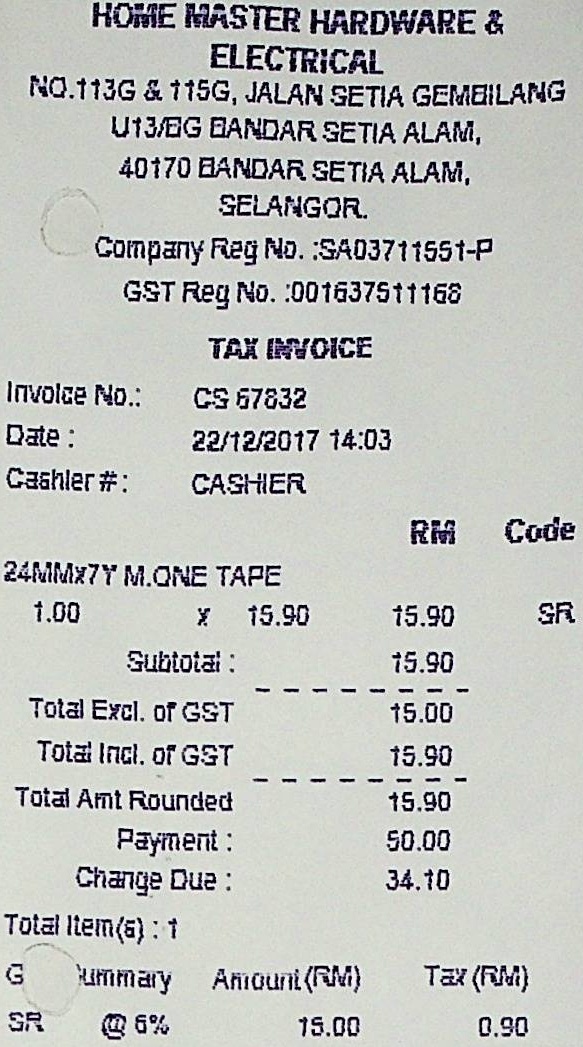 HOME MASTER HARDWARE &
ELECTRICAL
NO.113G & 115G, JALAN SETIA GEMBILANG
U13/BG BANDAR SETIA ALAM,
40170 BANDAR SETIA ALAM,
SELANGOR.
Company Reg No. :SA03711551-P
GST Reg No. :001637511168
TAX INVOICE
Invoice No.: CS 67832
Date : 22/12/2017 14:03
Cashier #: CASHIER
RM Code
24MMx7Y M.ONE TAPE
1.00 x 15.90 15.90 SR
Subtotal : 15.90
Total Excl. of GST 15.00
Total Incl. of GST 15.90
Total Amt Rounded 15.90
Payment : 50.00
Change Due : 34.10
Total Item(s) : 1
G ummary Amount (RM) Tax (RM)
SR @ 6% 15.00 0.90